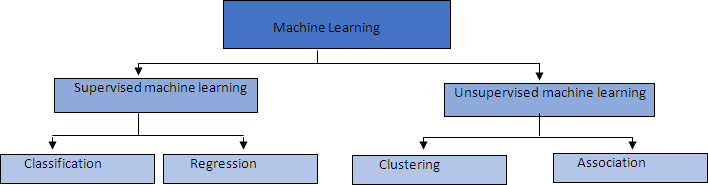 Machine Learning
Supervised machine learning
Unsupervised machine learning
Classification
Regression
Clustering
Association